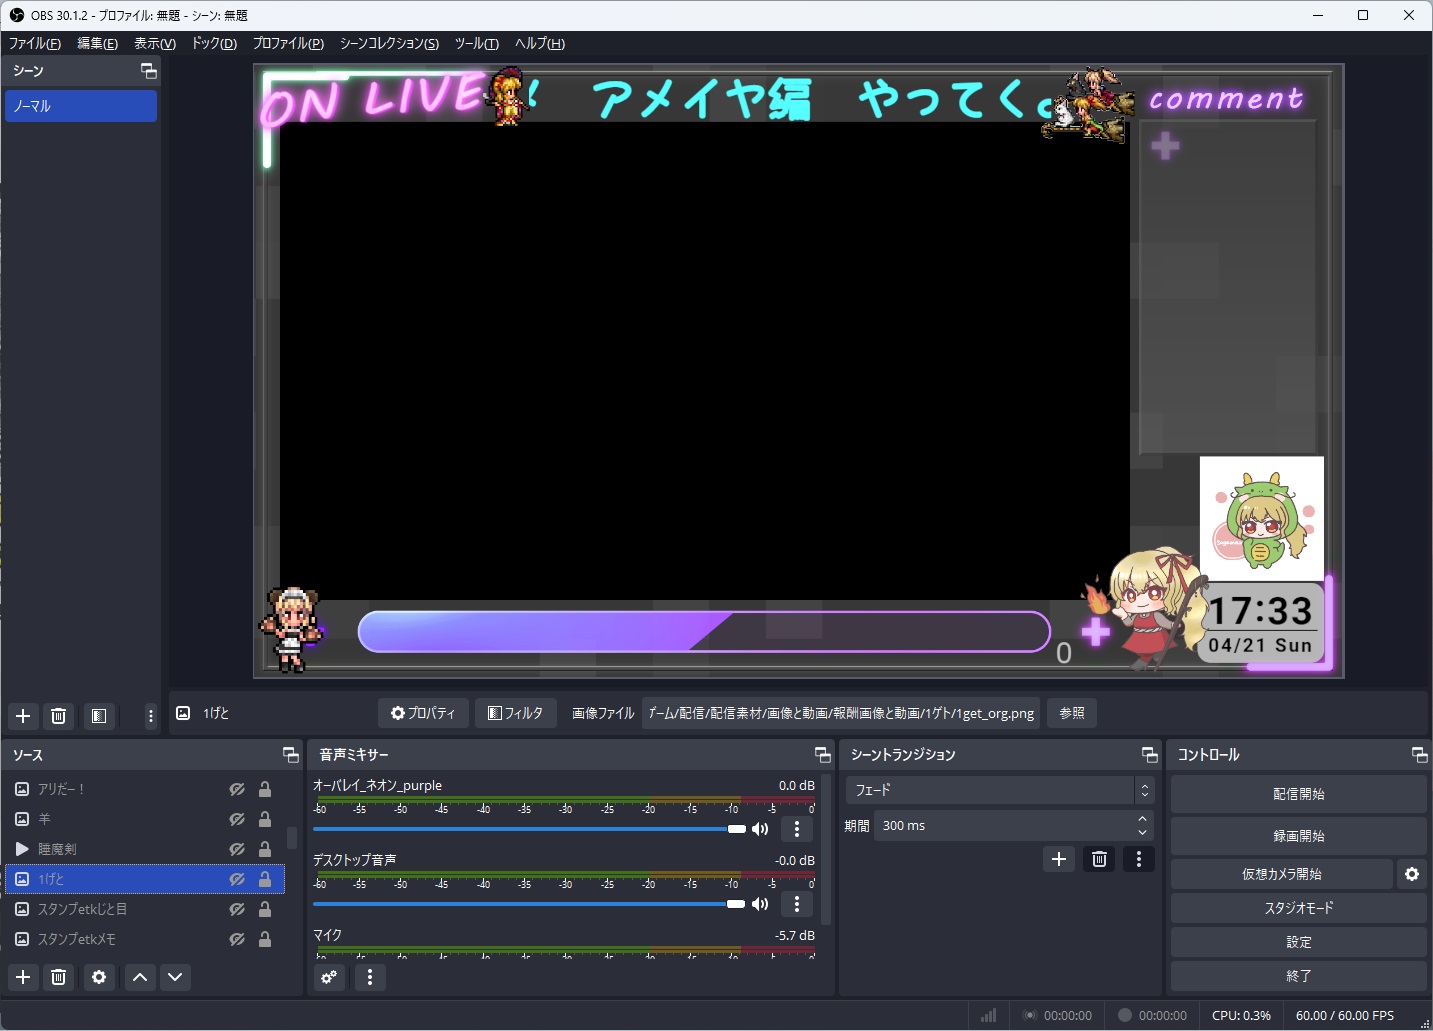 OBS 30.1.2 - プロファイル: 無題 - シーン: 無題
ファイル(F) 編集(E) 表示(V) ドック(D) プロファイル(P) シーンコレクション(S) ツール(T) ヘルプ(H)
シーン
ノーマル
ON LIVE ! アメイヤ編 やってく。
comment
17:33
04/21 Sun
0
1げと
プロパティ
フィルタ
画像ファイル
ゲーム/配信/配信素材/画像と動画/報酬画像と動画/1ゲト/1get_org.png
参照
ソース
アリだー！
羊
睡魔剣
1げと
スタンプetkじと目
スタンプetkメモ
音声ミキサー
オーバレイ_ネオン_purple 0.0 dB
-60 -55 -50 -45 -40 -35 -30 -25 -20 -15 -10 -5 0
デスクトップ音声 -0.0 dB
-60 -55 -50 -45 -40 -35 -30 -25 -20 -15 -10 -5 0
マイク -5.7 dB
シーントランジション
フェード
期間 300 ms
コントロール
配信開始
録画開始
仮想カメラ開始
スタジオモード
設定
終了
00:00:00 00:00:00 CPU: 0.3% 60.00 / 60.00 FPS